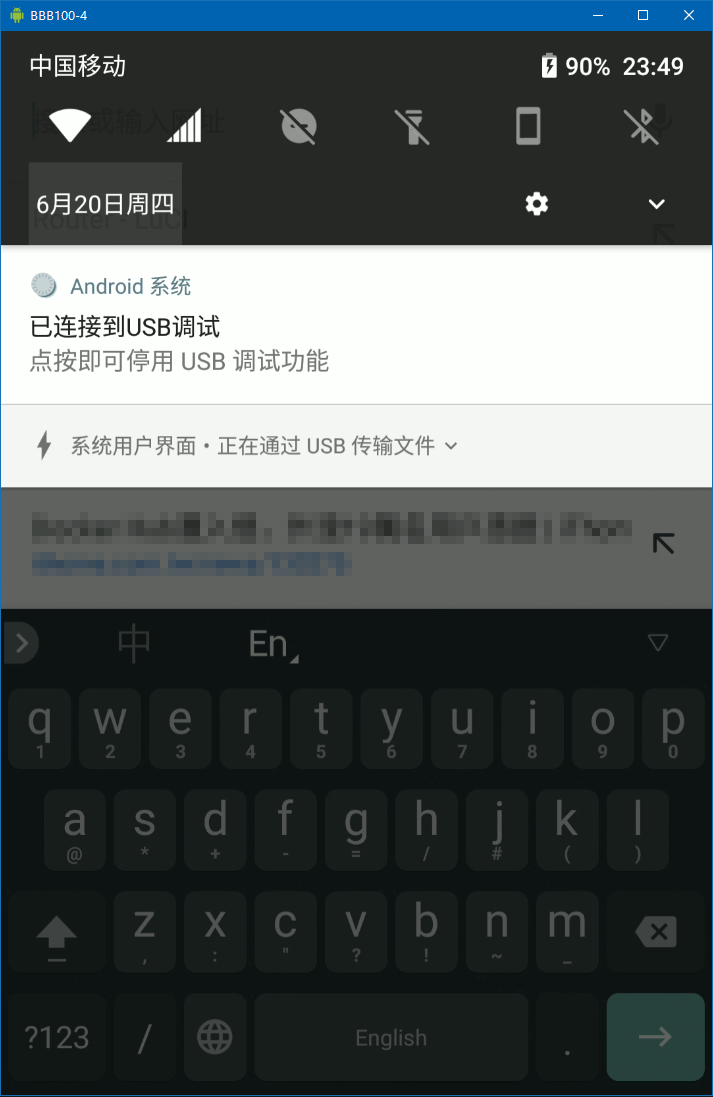 BBB100-4
中国移动
90% 23:49
6月20日周四
Router - LuCI
Android 系统
已连接到USB调试
点按即可停用 USB 调试功能
系统用户界面 • 正在通过 USB 传输文件
中 En
q w e r t y u i o p
1 2 3 4 5 6 7 8 9 0
a s d f g h j k l
@ * + - = / # ( )
z x c v b n m
, : " ? ! ~ _
?123 / English .